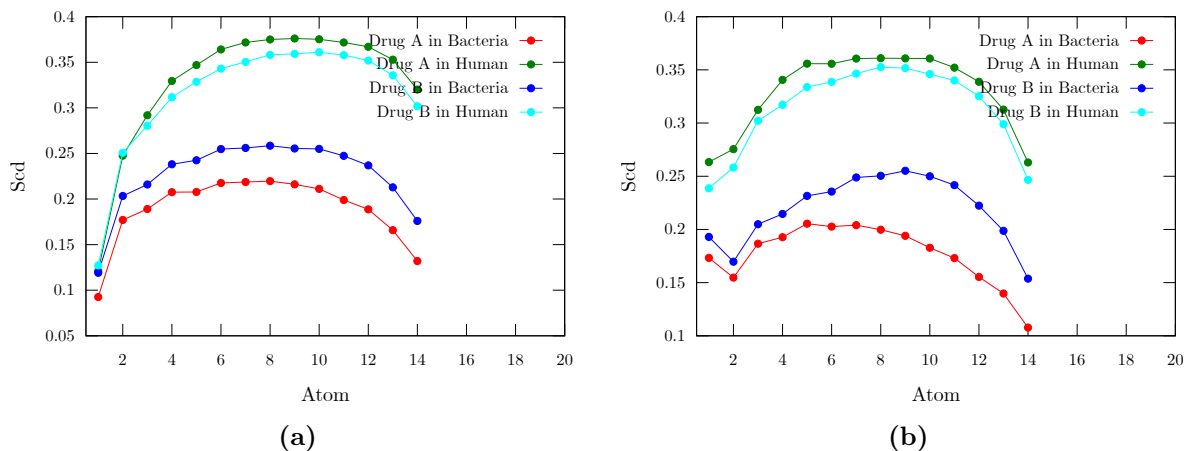 0.4
0.35
0.3
0.25
0.2
0.15
0.1
0.05
Scd
Drug A in Bacteria
Drug A in Human
Drug B in Bacteria
Drug B in Human
2 4 6 8 10 12 14 16 18 20
Atom
(a)
0.4
0.35
0.3
0.25
0.2
0.15
0.1
Scd
Drug A in Bacteria
Drug A in Human
Drug B in Bacteria
Drug B in Human
2 4 6 8 10 12 14 16 18 20
Atom
(b)